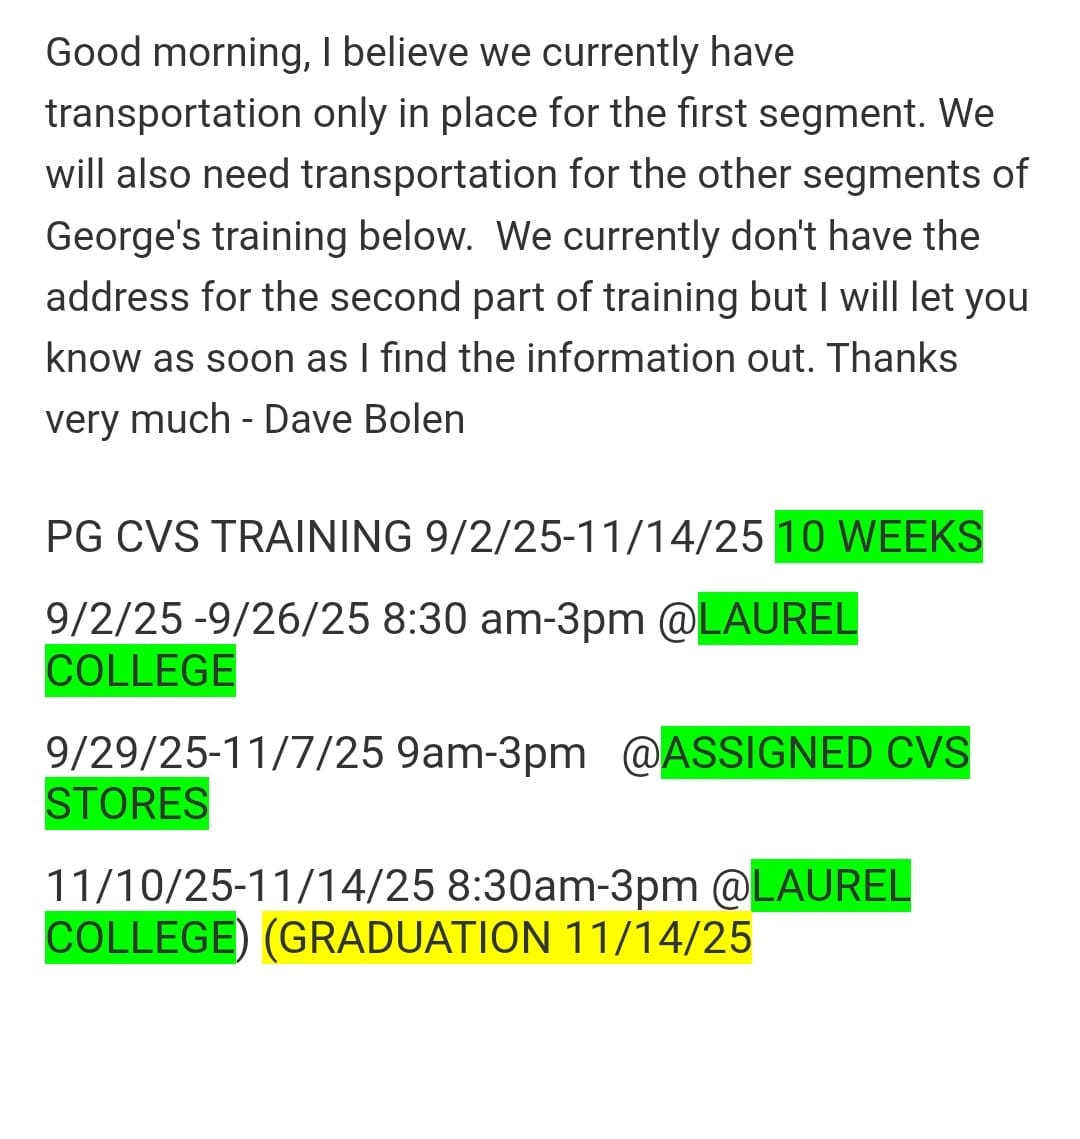 Good morning, I believe we currently have
transportation only in place for the first segment. We
will also need transportation for the other segments of
George's training below.  We currently don't have the
address for the second part of training but I will let you
know as soon as I find the information out. Thanks
very much - Dave Bolen
PG CVS TRAINING 9/2/25-11/14/25 10 WEEKS
9/2/25 -9/26/25 8:30 am-3pm @LAUREL
COLLEGE
9/29/25-11/7/25 9am-3pm   @ASSIGNED CVS
STORES
11/10/25-11/14/25 8:30am-3pm @LAUREL
COLLEGE) (GRADUATION 11/14/25